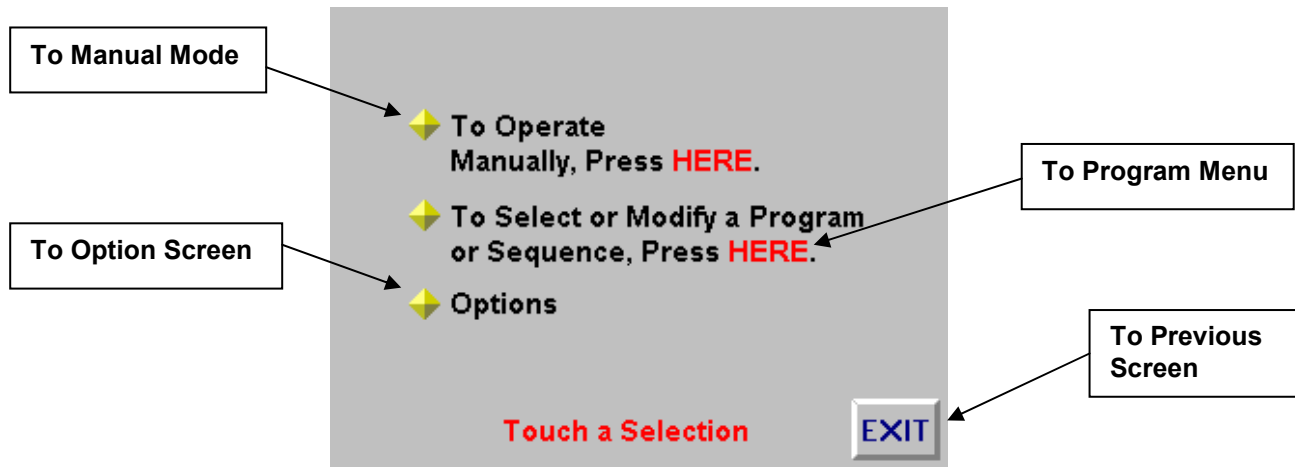 To Manual Mode
To Operate
Manually, Press HERE.
To Program Menu
To Select or Modify a Program
or Sequence, Press HERE.
To Option Screen
Options
To Previous
Screen
Touch a Selection
EXIT